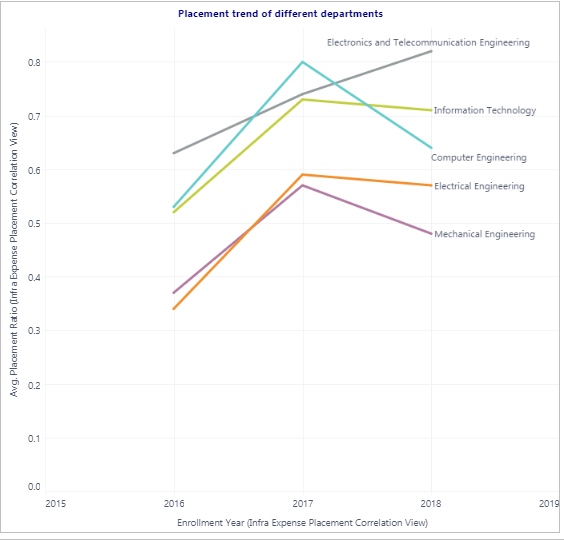 Placement trend of different departments
Electronics and Telecommunication Engineering
Information Technology
Computer Engineering
Electrical Engineering
Mechanical Engineering
Avg. Placement Ratio (Infra Expense Placement Correlation View)
0.8
0.7
0.6
0.5
0.4
0.3
0.2
0.1
0.0
2015 2016 2017 2018 2019
Enrollment Year (Infra Expense Placement Correlation View)